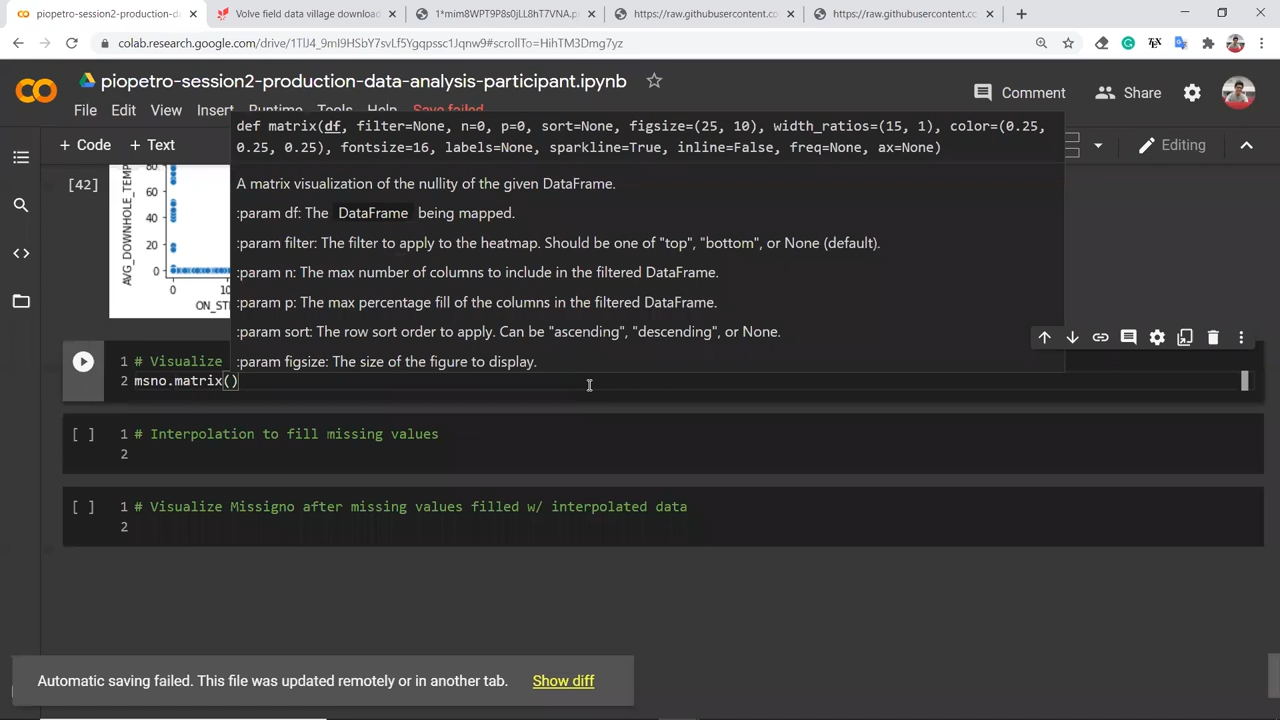 piopetro-session2-production-d
Volve field data village download
1*mim8WPT9P8s0jLL8hT7VNA.p
https://raw.githubusercontent.co
https://raw.githubusercontent.cc
colab.research.google.com/drive/1TlJ4_9mI9HSbY7svLf5Ygqpssc1Jqnw9#scrollTo=HihTM3Dmg7yz
piopetro-session2-production-data-analysis-participant.ipynb
Comment
Share
File
Edit
View
Insert
Runtime
Tools
Help
Save failed
+ Code
+ Text
Editing
def matrix(df, filter=None, n=0, p=0, sort=None, figsize=(25, 10), width_ratios=(15, 1), color=(0.25,
0.25, 0.25), fontsize=16, labels=None, sparkline=True, inline=False, freq=None, ax=None)
A matrix visualization of the nullity of the given DataFrame.
:param df: The DataFrame being mapped.
:param filter: The filter to apply to the heatmap. Should be one of "top", "bottom", or None (default).
:param n: The max number of columns to include in the filtered DataFrame.
:param p: The max percentage fill of the columns in the filtered DataFrame.
:param sort: The row sort order to apply. Can be "ascending", "descending", or None.
:param figsize: The size of the figure to display.
[42]
AVG_DOWNHOLE_TEMP
80
60
40
20
0
0
10
ON_ST
1 # Visualize
2 msno.matrix()
[ ]
1 # Interpolation to fill missing values
2
[ ]
1 # Visualize Missigno after missing values filled w/ interpolated data
2
Automatic saving failed. This file was updated remotely or in another tab.
Show diff